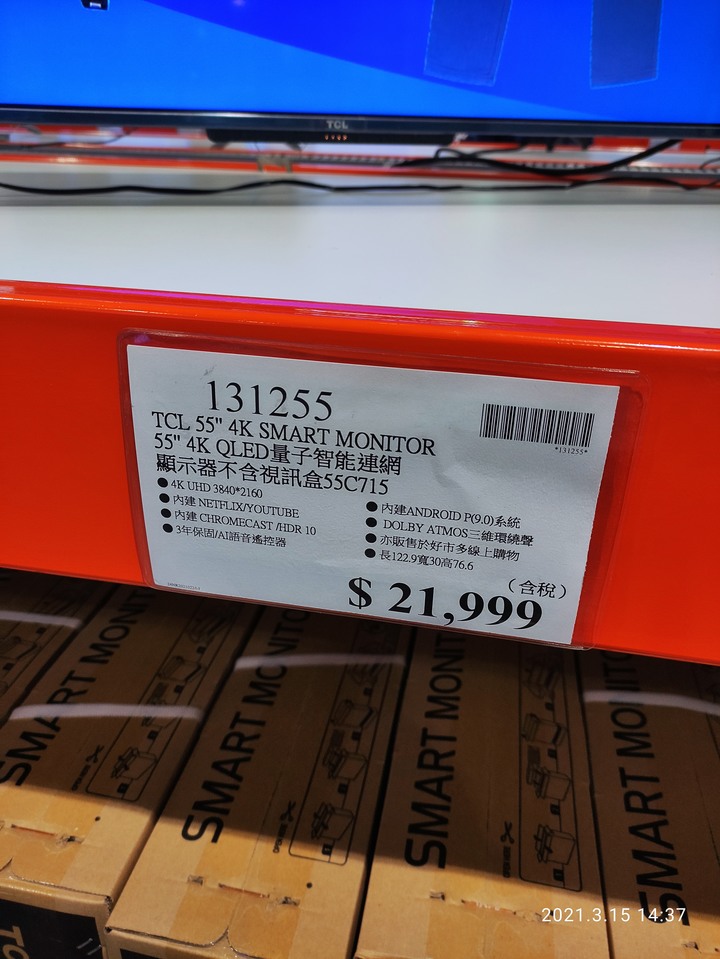 TCL
131255
*131255*
TCL 55" 4K SMART MONITOR
55" 4K QLED量子智能連網
顯示器不含視訊盒55C715
● 4K UHD 3840*2160
● 內建 NETFLIX/YOUTUBE
● 內建 CHROMECAST /HDR 10
● 3年保固/AI語音遙控器
● 內建ANDROID P(9.0)系統
● DOLBY ATMOS三維環繞聲
● 亦販售於好市多線上購物
● 長122.9寬30高76.6
(含稅)
$ 21,999
SMART MONIT
SMART MONITO
SMART MONIT
SMART MONIT
2021.3.15 14:37